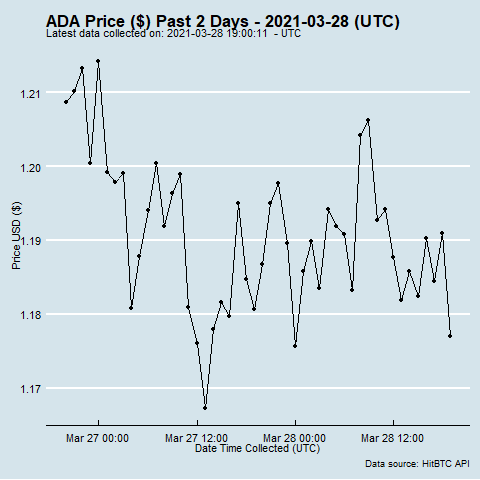 ADA Price ($) Past 2 Days - 2021-03-28 (UTC)
Latest data collected on: 2021-03-28 19:00:11 - UTC
1.21
1.20
1.19
1.18
1.17
Price USD ($)
Mar 27 00:00 Mar 27 12:00 Mar 28 00:00 Mar 28 12:00
Date Time Collected (UTC)
Data source: HitBTC API